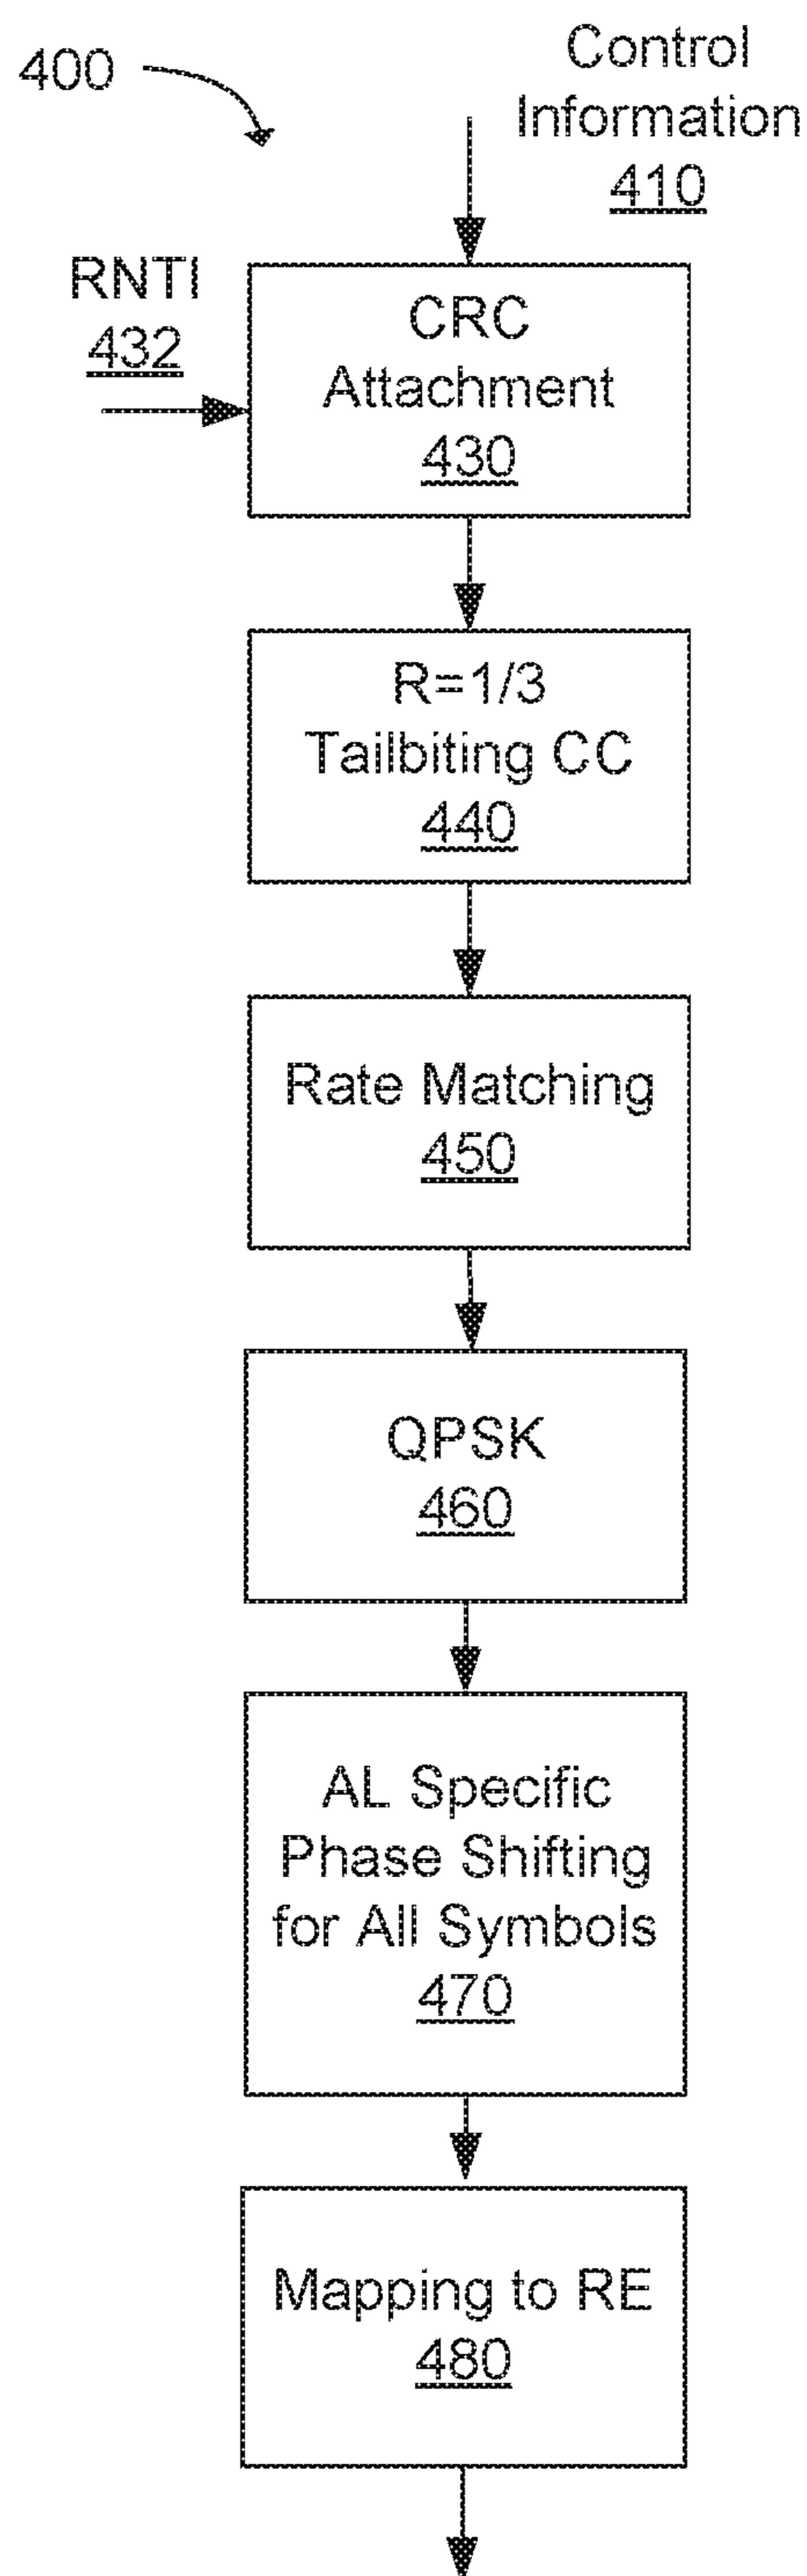 400
Control
Information
410
RNTI
432
CRC
Attachment
430
R=1/3
Tailbiting CC
440
Rate Matching
450
QPSK
460
AL Specific
Phase Shifting
for All Symbols
470
Mapping to RE
480